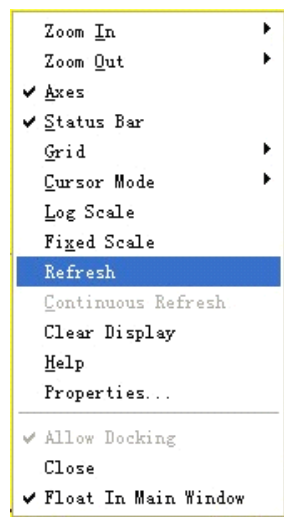 Zoom In
Zoom Out
Axes
Status Bar
Grid
Cursor Mode
Log Scale
Fixed Scale
Refresh
Continuous Refresh
Clear Display
Help
Properties...
Allow Docking
Close
Float In Main Window